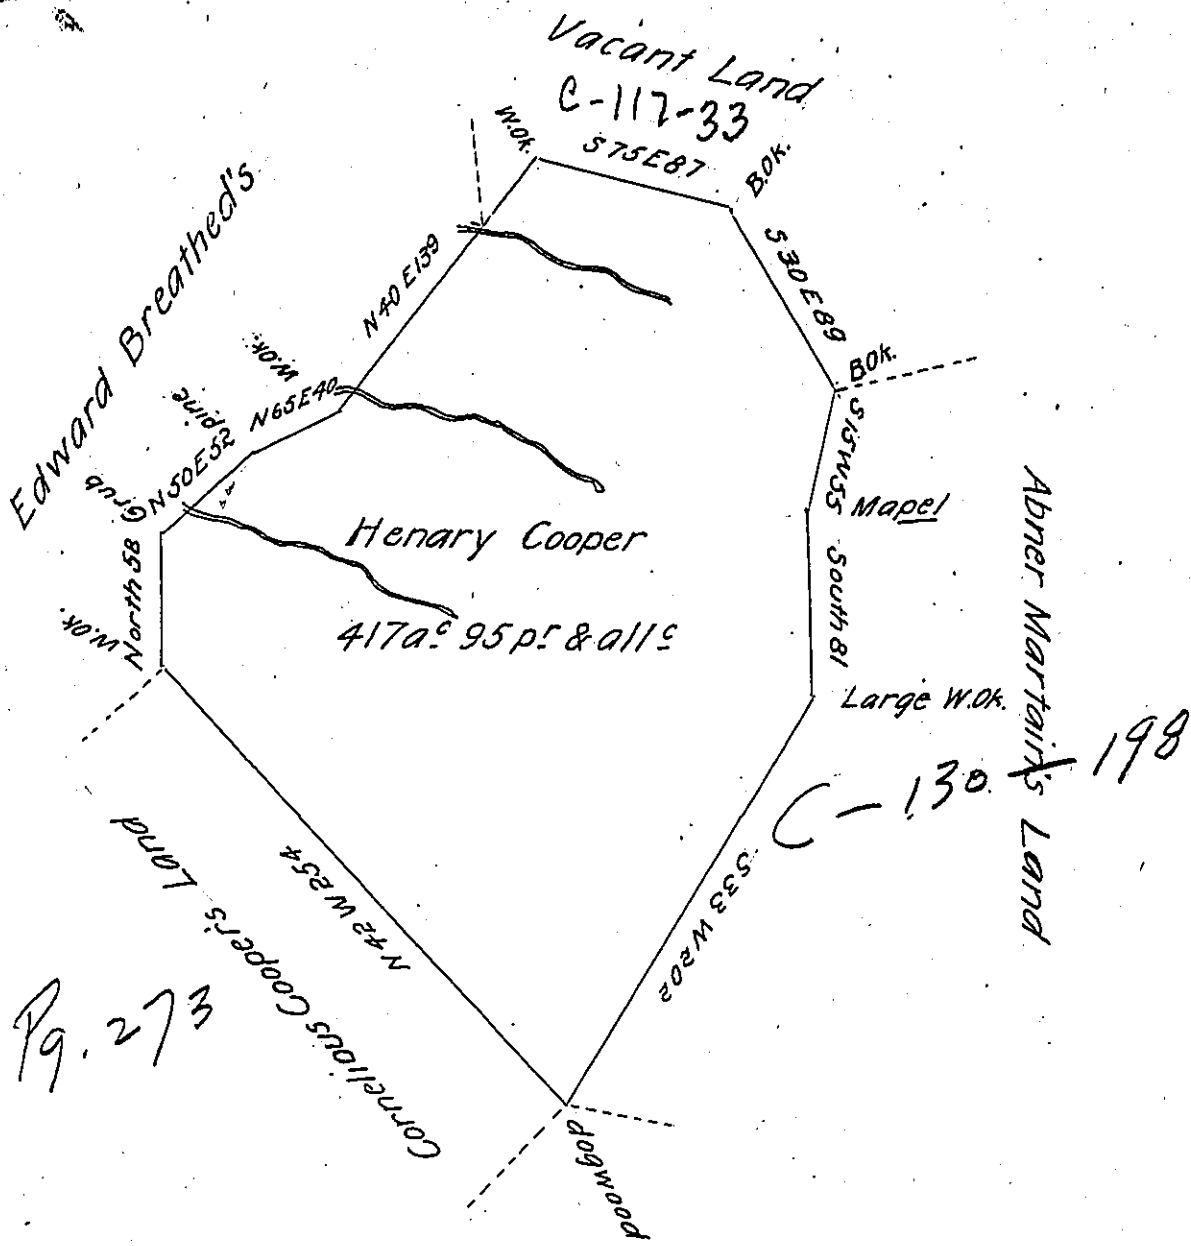 Vacant Land
C-117-33
W.Ok.
S75E87
B.Ok.
S30E89
B.Ok.
S15W55
Mapel
South 81
Large W.Ok.
Abner Martain's Land
C-130-198
S33W202
dogwood
N42W254
Cornelious Cooper's Land
W.Ok.
North 58
Grub
N50E52
Spine
N65E40
W.Ok.
N40E139
Edward Breathed's
Henary Cooper
417aͨ 95 pͬ & allͨ
Pg. 273